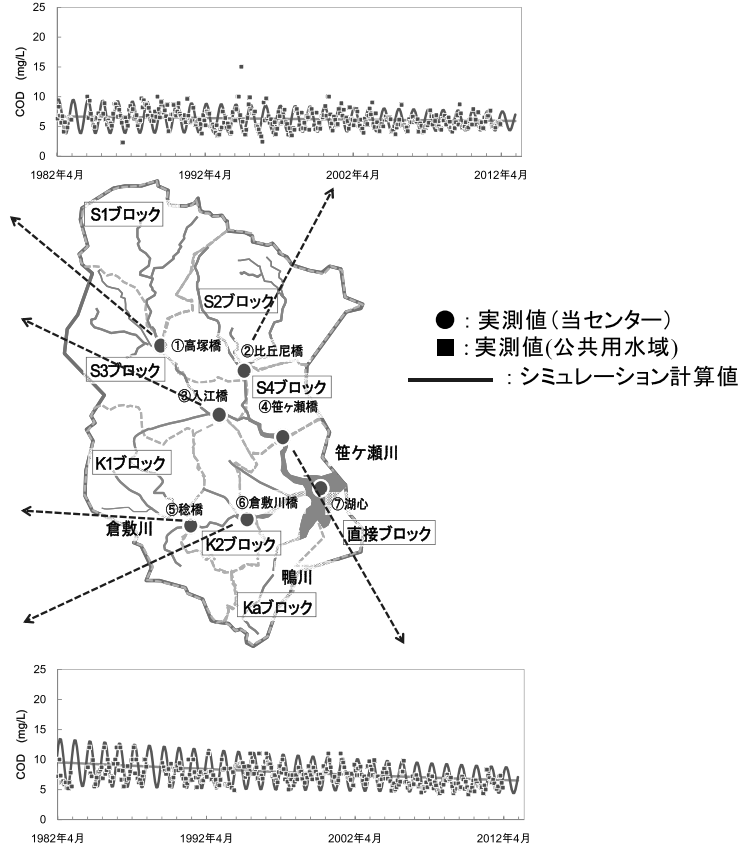 25
20
15
10
5
0
COD (mg/L)
1982年4月
1992年4月
2002年4月
2012年4月
S1ブロック
S2ブロック
①高塚橋
②比丘尼橋
S3ブロック
S4ブロック
③入江橋
④笹ヶ瀬橋
●：実測値（当センター）
■：実測値(公共用水域)
：シミュレーション計算値
笹ヶ瀬川
K1ブロック
⑥倉敷川橋
⑦湖心
⑤稔橋
倉敷川
直接ブロック
K2ブロック
鴨川
Kaブロック
25
20
15
10
5
0
COD (mg/L)
1982年4月
1992年4月
2002年4月
2012年4月